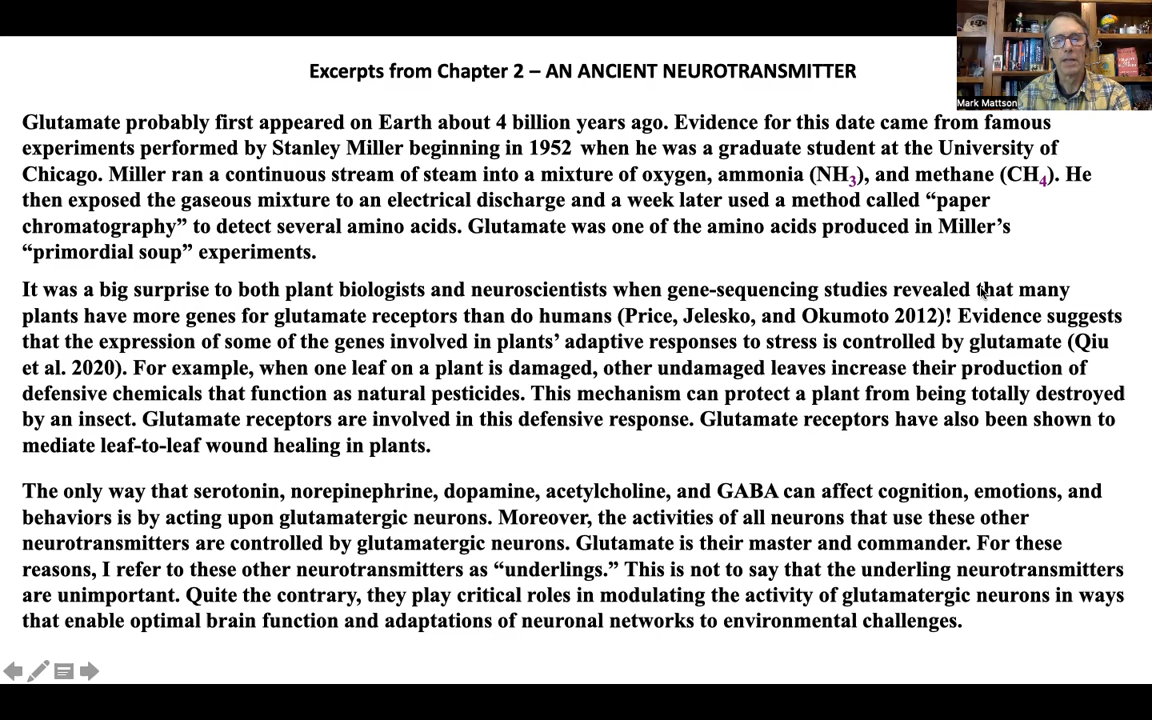 Mark Mattson
Excerpts from Chapter 2 – AN ANCIENT NEUROTRANSMITTER
Glutamate probably first appeared on Earth about 4 billion years ago. Evidence for this date came from famous
experiments performed by Stanley Miller beginning in 1952 when he was a graduate student at the University of
Chicago. Miller ran a continuous stream of steam into a mixture of oxygen, ammonia (NH₃), and methane (CH₄). He
then exposed the gaseous mixture to an electrical discharge and a week later used a method called “paper
chromatography” to detect several amino acids. Glutamate was one of the amino acids produced in Miller’s
“primordial soup” experiments.
It was a big surprise to both plant biologists and neuroscientists when gene-sequencing studies revealed that many
plants have more genes for glutamate receptors than do humans (Price, Jelesko, and Okumoto 2012)! Evidence suggests
that the expression of some of the genes involved in plants’ adaptive responses to stress is controlled by glutamate (Qiu
et al. 2020). For example, when one leaf on a plant is damaged, other undamaged leaves increase their production of
defensive chemicals that function as natural pesticides. This mechanism can protect a plant from being totally destroyed
by an insect. Glutamate receptors are involved in this defensive response. Glutamate receptors have also been shown to
mediate leaf-to-leaf wound healing in plants.
The only way that serotonin, norepinephrine, dopamine, acetylcholine, and GABA can affect cognition, emotions, and
behaviors is by acting upon glutamatergic neurons. Moreover, the activities of all neurons that use these other
neurotransmitters are controlled by glutamatergic neurons. Glutamate is their master and commander. For these
reasons, I refer to these other neurotransmitters as “underlings.” This is not to say that the underling neurotransmitters
are unimportant. Quite the contrary, they play critical roles in modulating the activity of glutamatergic neurons in ways
that enable optimal brain function and adaptations of neuronal networks to environmental challenges.